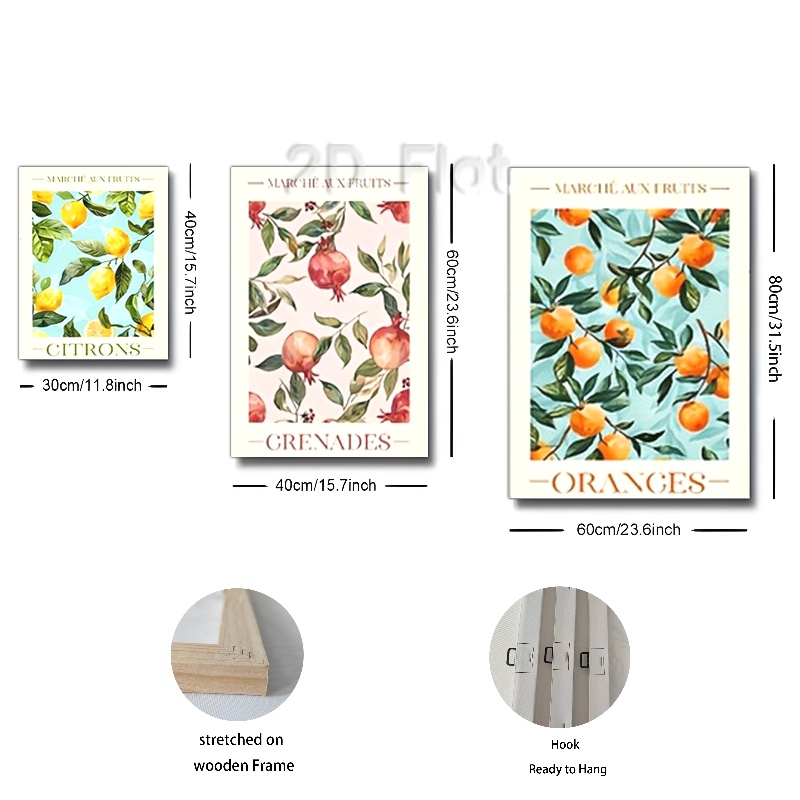 2D Flat
MARCHÉ AUX FRUITS
CITRONS
40cm/15.7inch
30cm/11.8inch
MARCHÉ AUX FRUITS
GRENADES
60cm/23.6inch
40cm/15.7inch
MARCHÉ AUX FRUITS
ORANGES
80cm/31.5inch
60cm/23.6inch
stretched on
wooden Frame
Hook
Ready to Hang